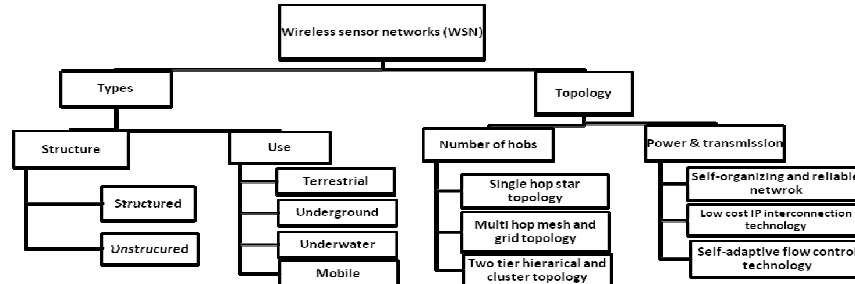 Wireless sensor networks (WSN)
Types
Topology
Structure
Use
Number of hobs
Power & transmission
Structured
Unstrucured
Terrestrial
Underground
Underwater
Mobile
Single hop star
topology
Multi hop mesh and
grid topology
Two tier hierarical and
cluster topology
Self-organizing and reliable
netwrok
Low cost IP interconnection
technology
Self-adaptive flow control
technology